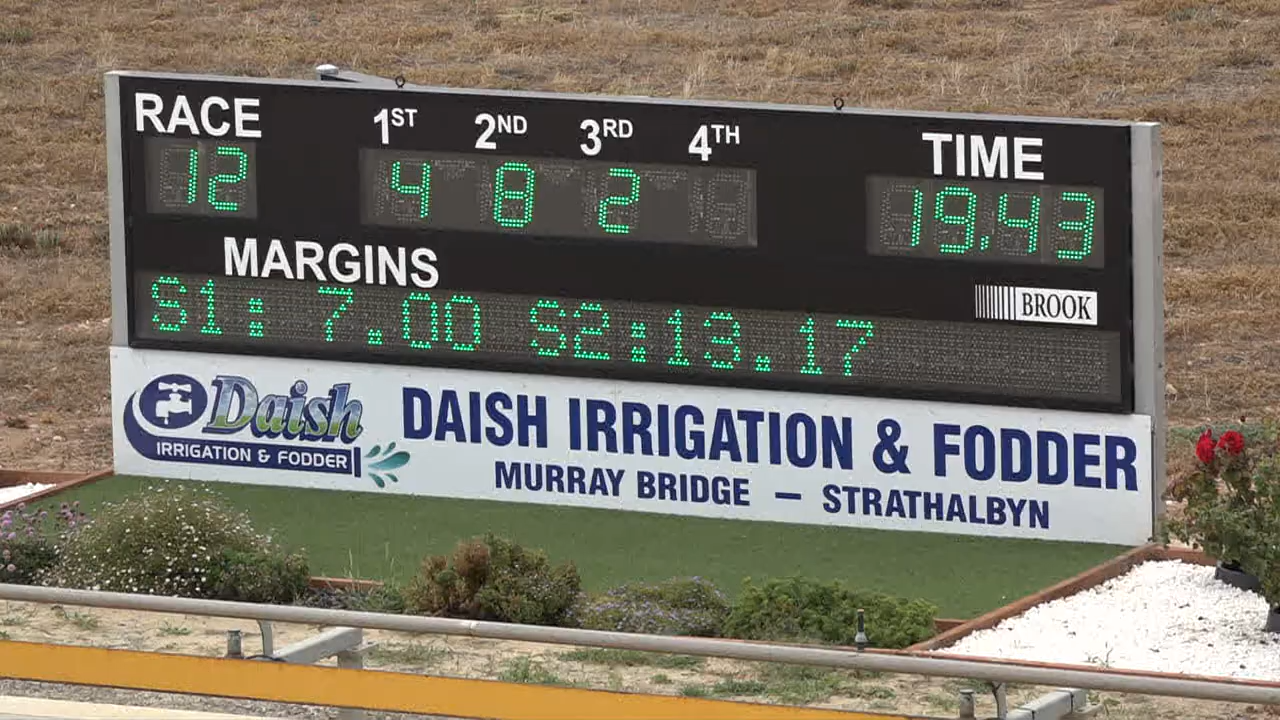 RACE 1ST 2ND 3RD 4TH TIME
12 4 8 2 19.43
MARGINS
BROOK
S1: 7.00 S2:13.17
Daish
IRRIGATION & FODDER
DAISH IRRIGATION & FODDER
MURRAY BRIDGE – STRATHALBYN